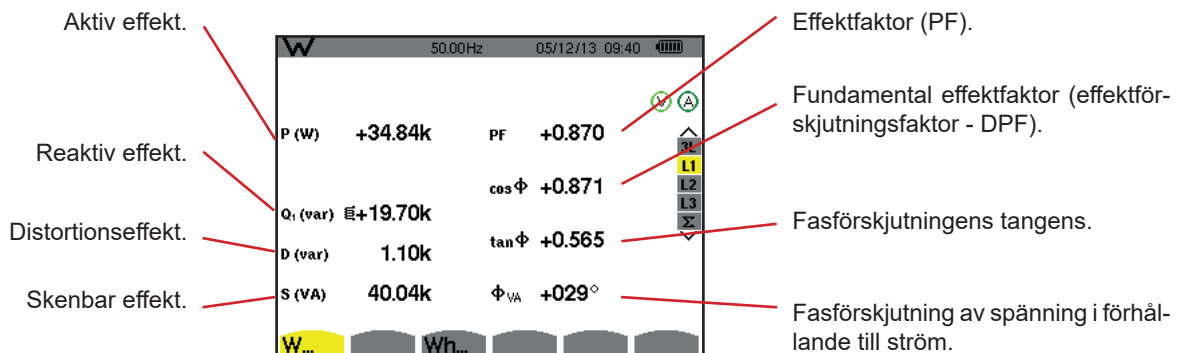 Aktiv effekt.
Reaktiv effekt.
Distortionseffekt.
Skenbar effekt.
W 50.00Hz 05/12/13 09:40
V A
P (W) +34.84k PF +0.870
cosΦ +0.871
Q₁ (var) +19.70k
tanΦ +0.565
D (var) 1.10k
S (VA) 40.04k Φ VA +029°
3L
L1
L2
L3
Σ
W... Wh...
Effektfaktor (PF).
Fundamental effektfaktor (effektför-
skjutningsfaktor - DPF).
Fasförskjutningens tangens.
Fasförskjutning av spänning i förhål-
lande till ström.